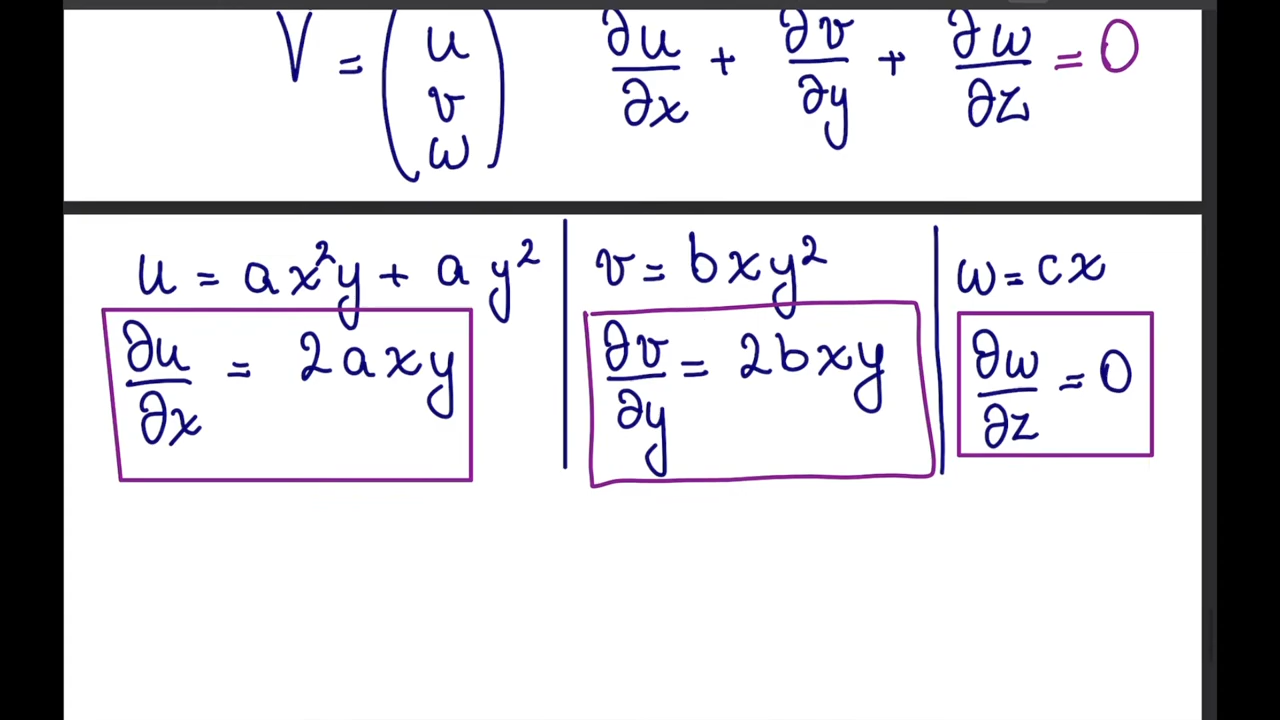 V = (u v w) ∂u/∂x + ∂v/∂y + ∂w/∂z = 0
u = ax²y + ay²
∂u/∂x = 2axy
v = bxy²
∂v/∂y = 2bxy
w = cx
∂w/∂z = 0